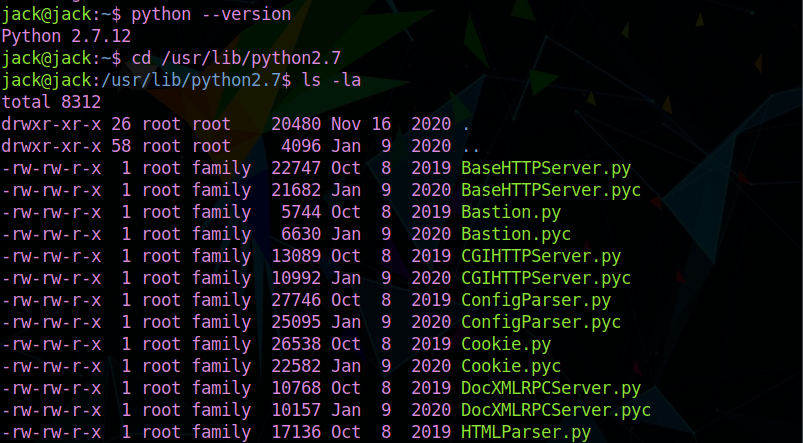 jack@jack:~$ python --version
Python 2.7.12
jack@jack:~$ cd /usr/lib/python2.7
jack@jack:/usr/lib/python2.7$ ls -la
total 8312
drwxr-xr-x 26 root root    20480 Nov 16  2020 .
drwxr-xr-x 58 root root     4096 Jan  9  2020 ..
-rw-rw-r-x  1 root family  22747 Oct  8  2019 BaseHTTPServer.py
-rw-rw-r-x  1 root family  21682 Jan  9  2020 BaseHTTPServer.pyc
-rw-rw-r-x  1 root family   5744 Oct  8  2019 Bastion.py
-rw-rw-r-x  1 root family   6630 Jan  9  2020 Bastion.pyc
-rw-rw-r-x  1 root family  13089 Oct  8  2019 CGIHTTPServer.py
-rw-rw-r-x  1 root family  10992 Jan  9  2020 CGIHTTPServer.pyc
-rw-rw-r-x  1 root family  27746 Oct  8  2019 ConfigParser.py
-rw-rw-r-x  1 root family  25095 Jan  9  2020 ConfigParser.pyc
-rw-rw-r-x  1 root family  26538 Oct  8  2019 Cookie.py
-rw-rw-r-x  1 root family  22582 Jan  9  2020 Cookie.pyc
-rw-rw-r-x  1 root family  10768 Oct  8  2019 DocXMLRPCServer.py
-rw-rw-r-x  1 root family  10157 Jan  9  2020 DocXMLRPCServer.pyc
-rw-rw-r-x  1 root family  17136 Oct  8  2019 HTMLParser.py